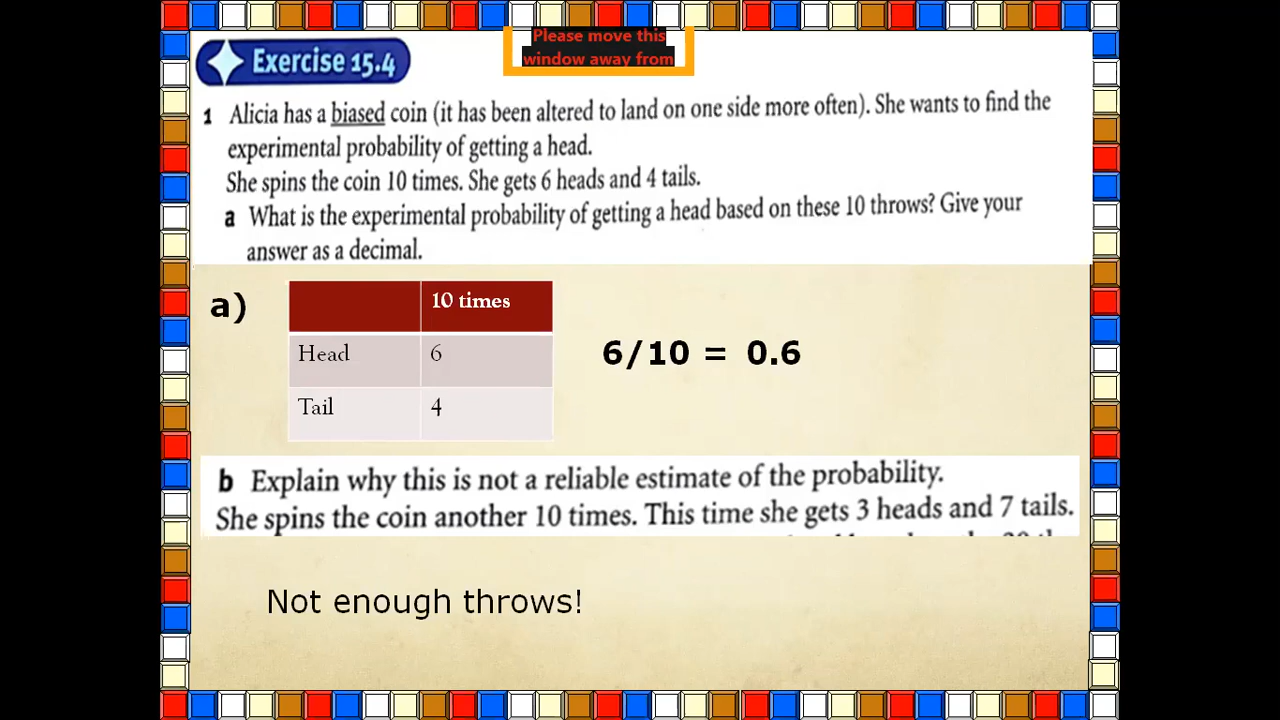 Please move this
window away from
Exercise 15.4
1 Alicia has a biased coin (it has been altered to land on one side more often). She wants to find the
experimental probability of getting a head.
She spins the coin 10 times. She gets 6 heads and 4 tails.
a What is the experimental probability of getting a head based on these 10 throws? Give your
answer as a decimal.
a)
10 times
Head 6
6/10 = 0.6
Tail 4
b Explain why this is not a reliable estimate of the probability.
She spins the coin another 10 times. This time she gets 3 heads and 7 tails.
Not enough throws!